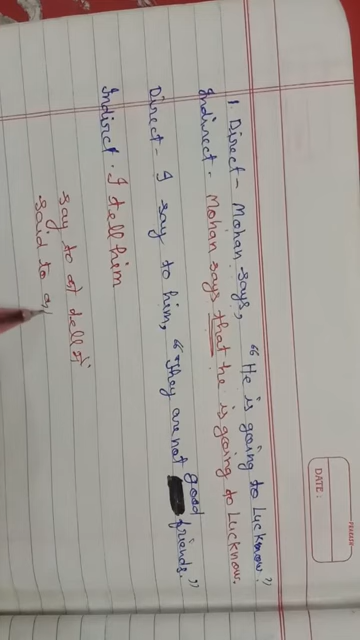 DATE:
1. Direct - Mohan says, "He is going to Lucknow."
Indirect - Mohan says that he is going to Lucknow.
Direct - I say to him, "They are not good friends."
Indirect - I tell him
say to को tell में
said to को